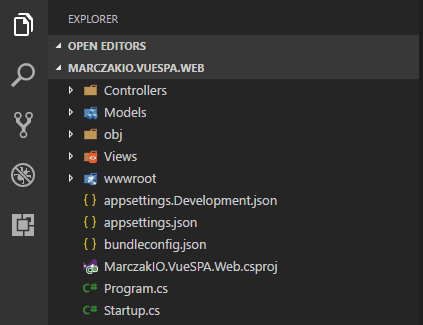 EXPLORER
OPEN EDITORS
MARCZAKIO.VUESPA.WEB
Controllers
Models
obj
Views
wwwroot
{ } appsettings.Development.json
{ } appsettings.json
{ } bundleconfig.json
MarczakIO.VueSPA.Web.csproj
C# Program.cs
C# Startup.cs